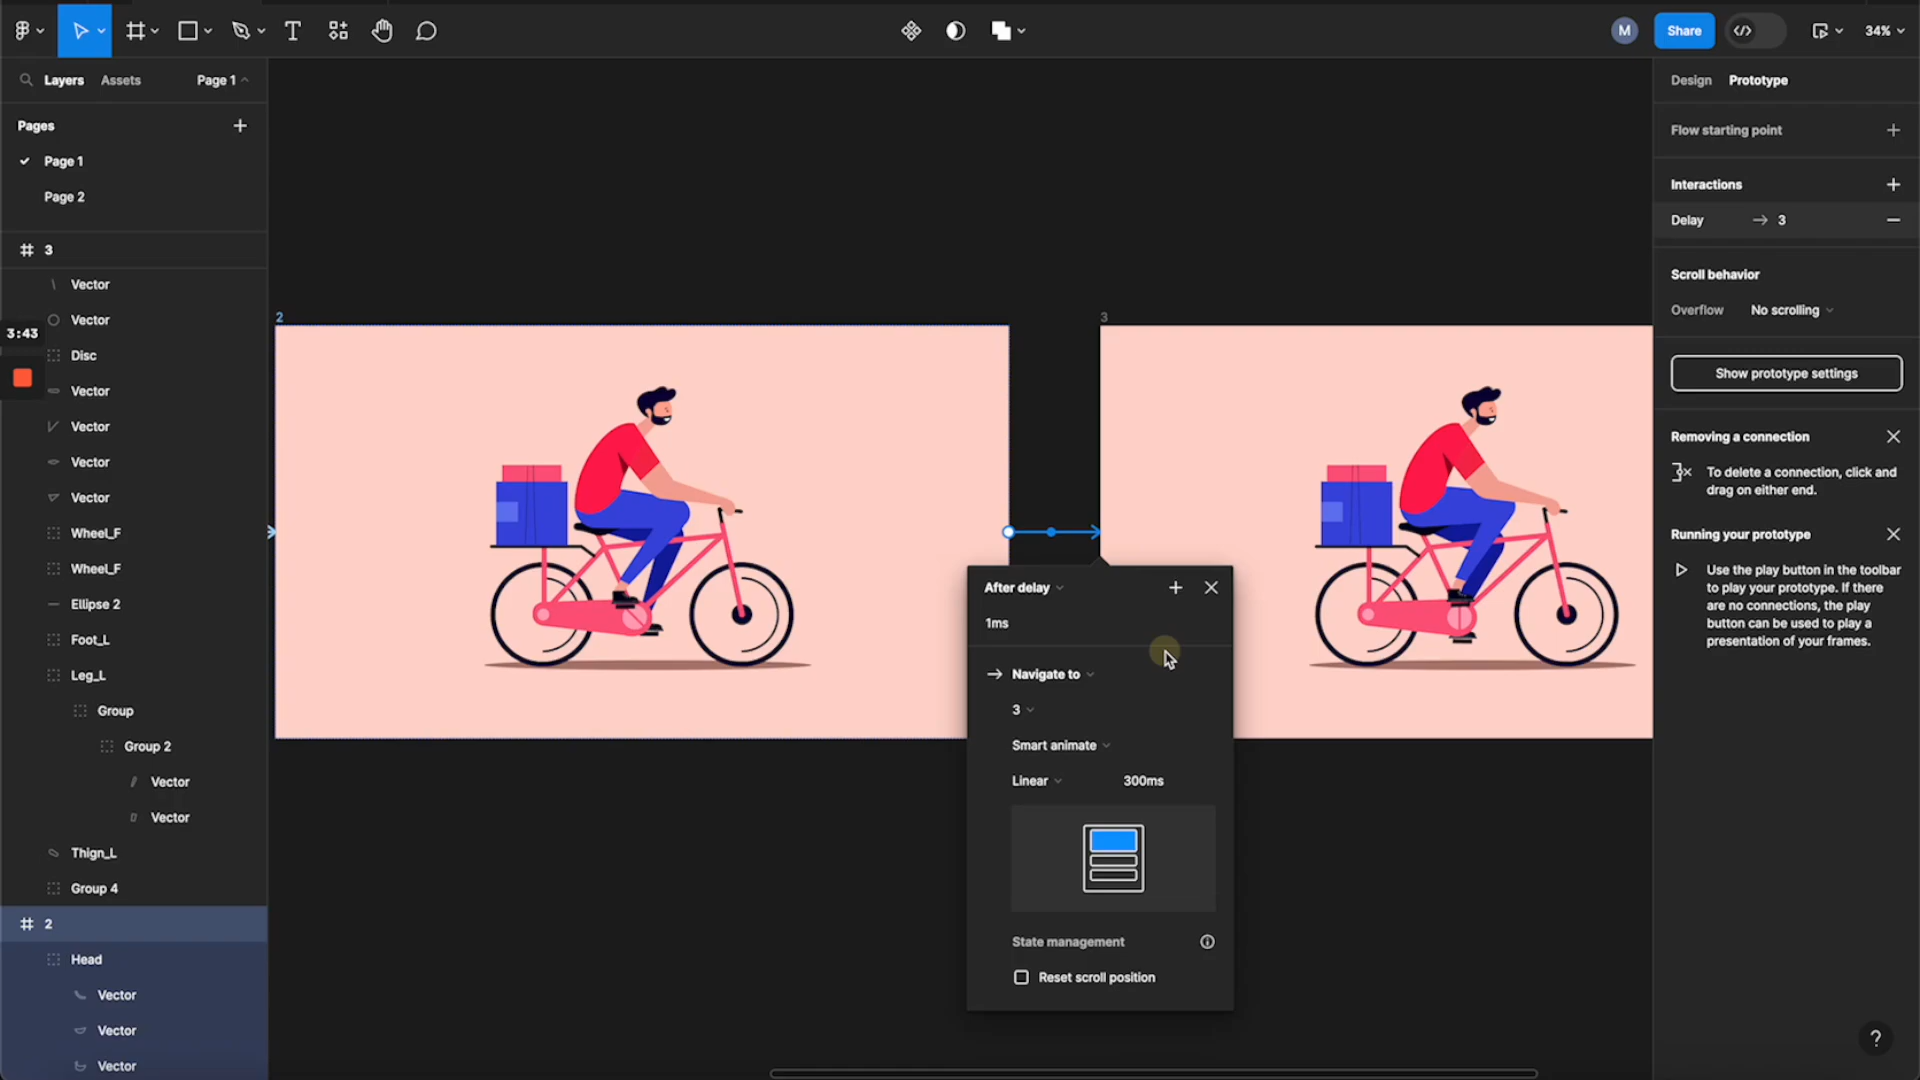 M
Share
34%
Layers
Assets
Page 1
Pages
Page 1
Page 2
3
Vector
Vector
3:43
Disc
Vector
Vector
Vector
Vector
Wheel_F
Wheel_F
Ellipse 2
Foot_L
Leg_L
Group
Group 2
Vector
Vector
Thign_L
Group 4
2
Head
Vector
Vector
Vector
2
3
After delay
1ms
Navigate to
3
Smart animate
Linear
300ms
State management
Reset scroll position
Design
Prototype
Flow starting point
Interactions
Delay
3
Scroll behavior
Overflow
No scrolling
Show prototype settings
Removing a connection
To delete a connection, click and
drag on either end.
Running your prototype
Use the play button in the toolbar
to play your prototype. If there
are no connections, the play
button can be used to play a
presentation of your frames.
?